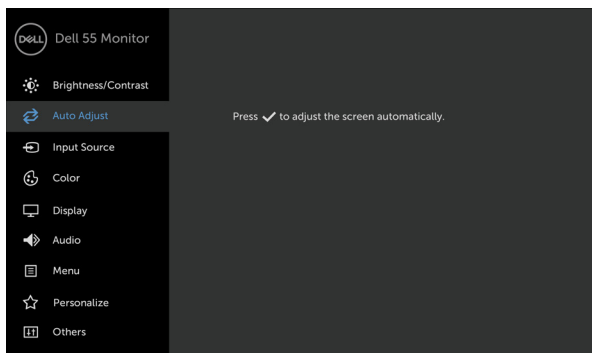 DELL Dell 55 Monitor
Brightness/Contrast
Auto Adjust
Press ✓ to adjust the screen automatically.
Input Source
Color
Display
Audio
Menu
Personalize
Others